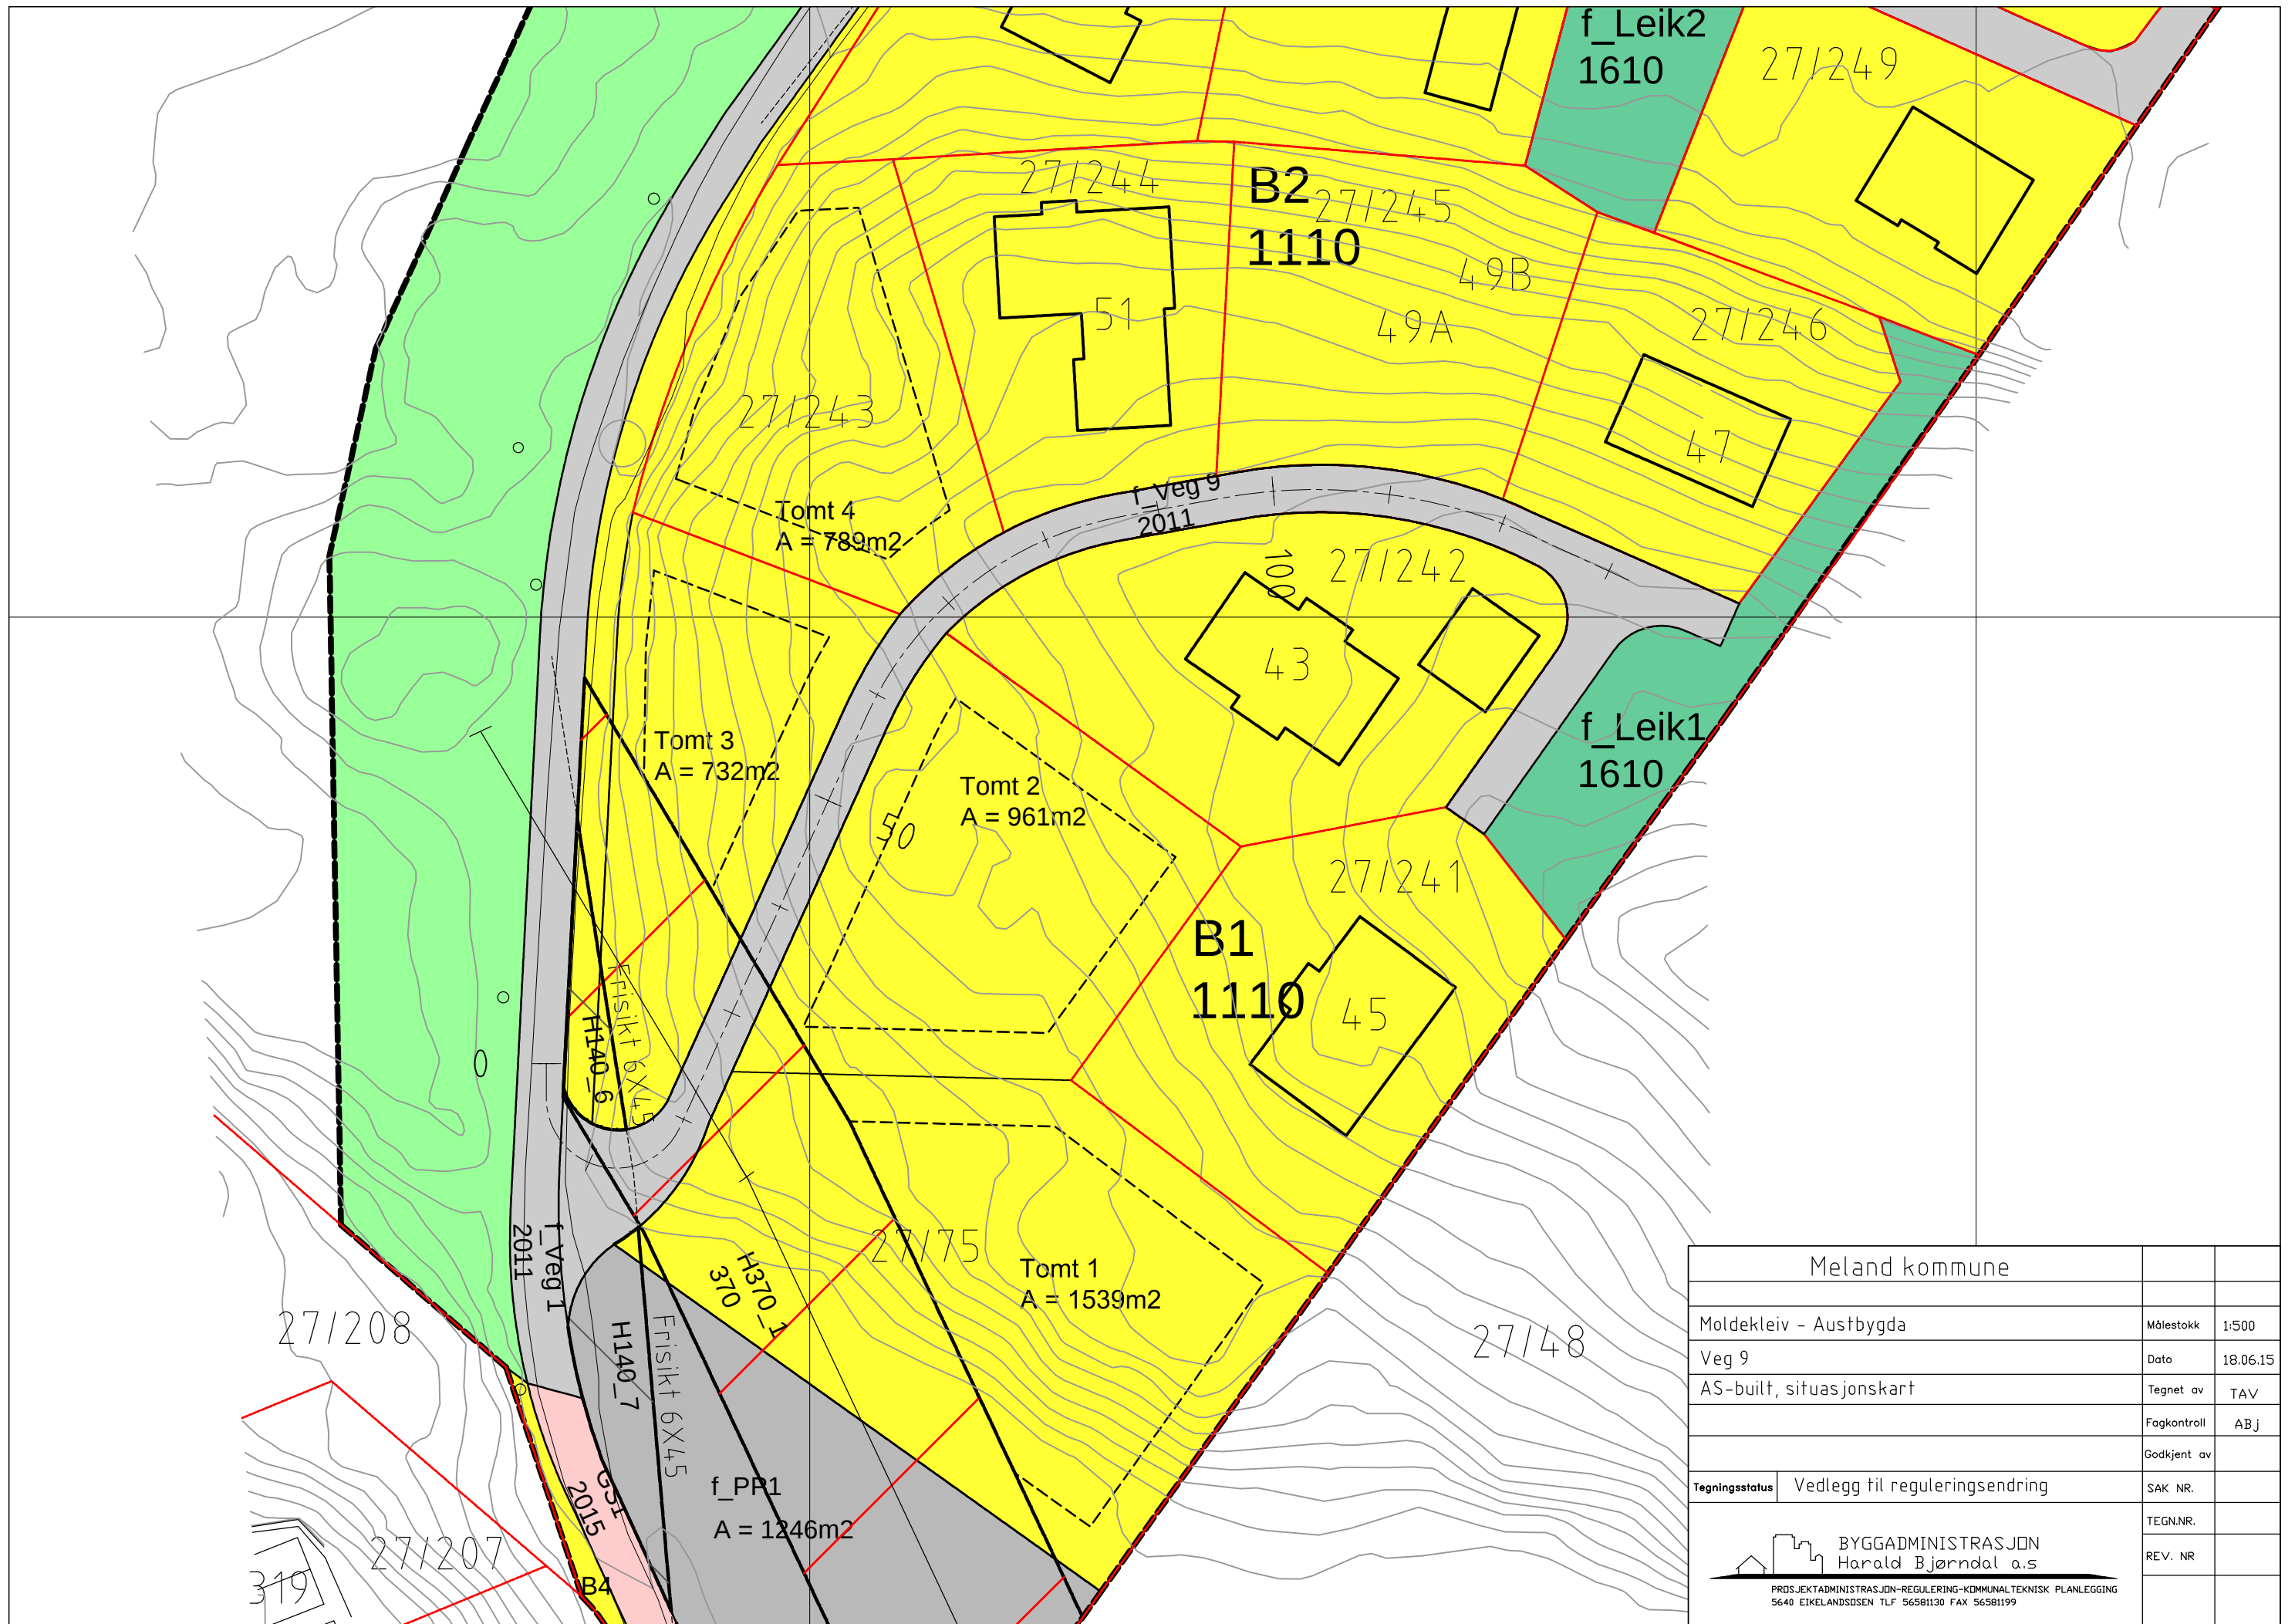 f_Leik2
1610
27/249
27/244
B2
1110
27/245
49B
49A
51
27/246
47
27/243
Tomt 4
A = 789m2
f_Veg 9
2011
100
27/242
43
f_Leik1
1610
Tomt 3
A = 732m2
Tomt 2
A = 961m2
50
27/241
B1
1110
45
Frisikt 6X45
H140_6
0
f_Veg 1
2011
27/75
H370_1
370
Tomt 1
A = 1539m2
27/208
H140_7
Frisikt 6X45
27/48
GS1
2015
f_PP1
A = 1246m2
27/207
319
B4
Meland kommune
Moldekleiv - Austbygda
Målestokk 1:500
Veg 9
Dato 18.06.15
AS-built, situasjonskart
Tegnet av TAV
Fagkontroll ABj
Godkjent av
Tegningsstatus Vedlegg til reguleringsendring
SAK NR.
TEGN.NR.
REV. NR
BYGGADMINISTRASJON
Harald Bjørndal a.s
PROSJEKTADMINISTRASJON-REGULERING-KOMMUNALTEKNISK PLANLEGGING
5640 EIKELANDSOSEN TLF 56581130 FAX 56581199